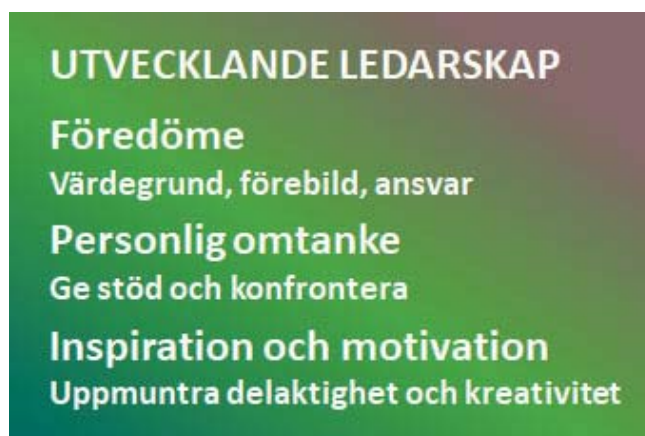 UTVECKLANDE LEDARSKAP
Föredöme
Värdegrund, förebild, ansvar
Personlig omtanke
Ge stöd och konfrontera
Inspiration och motivation
Uppmuntra delaktighet och kreativitet